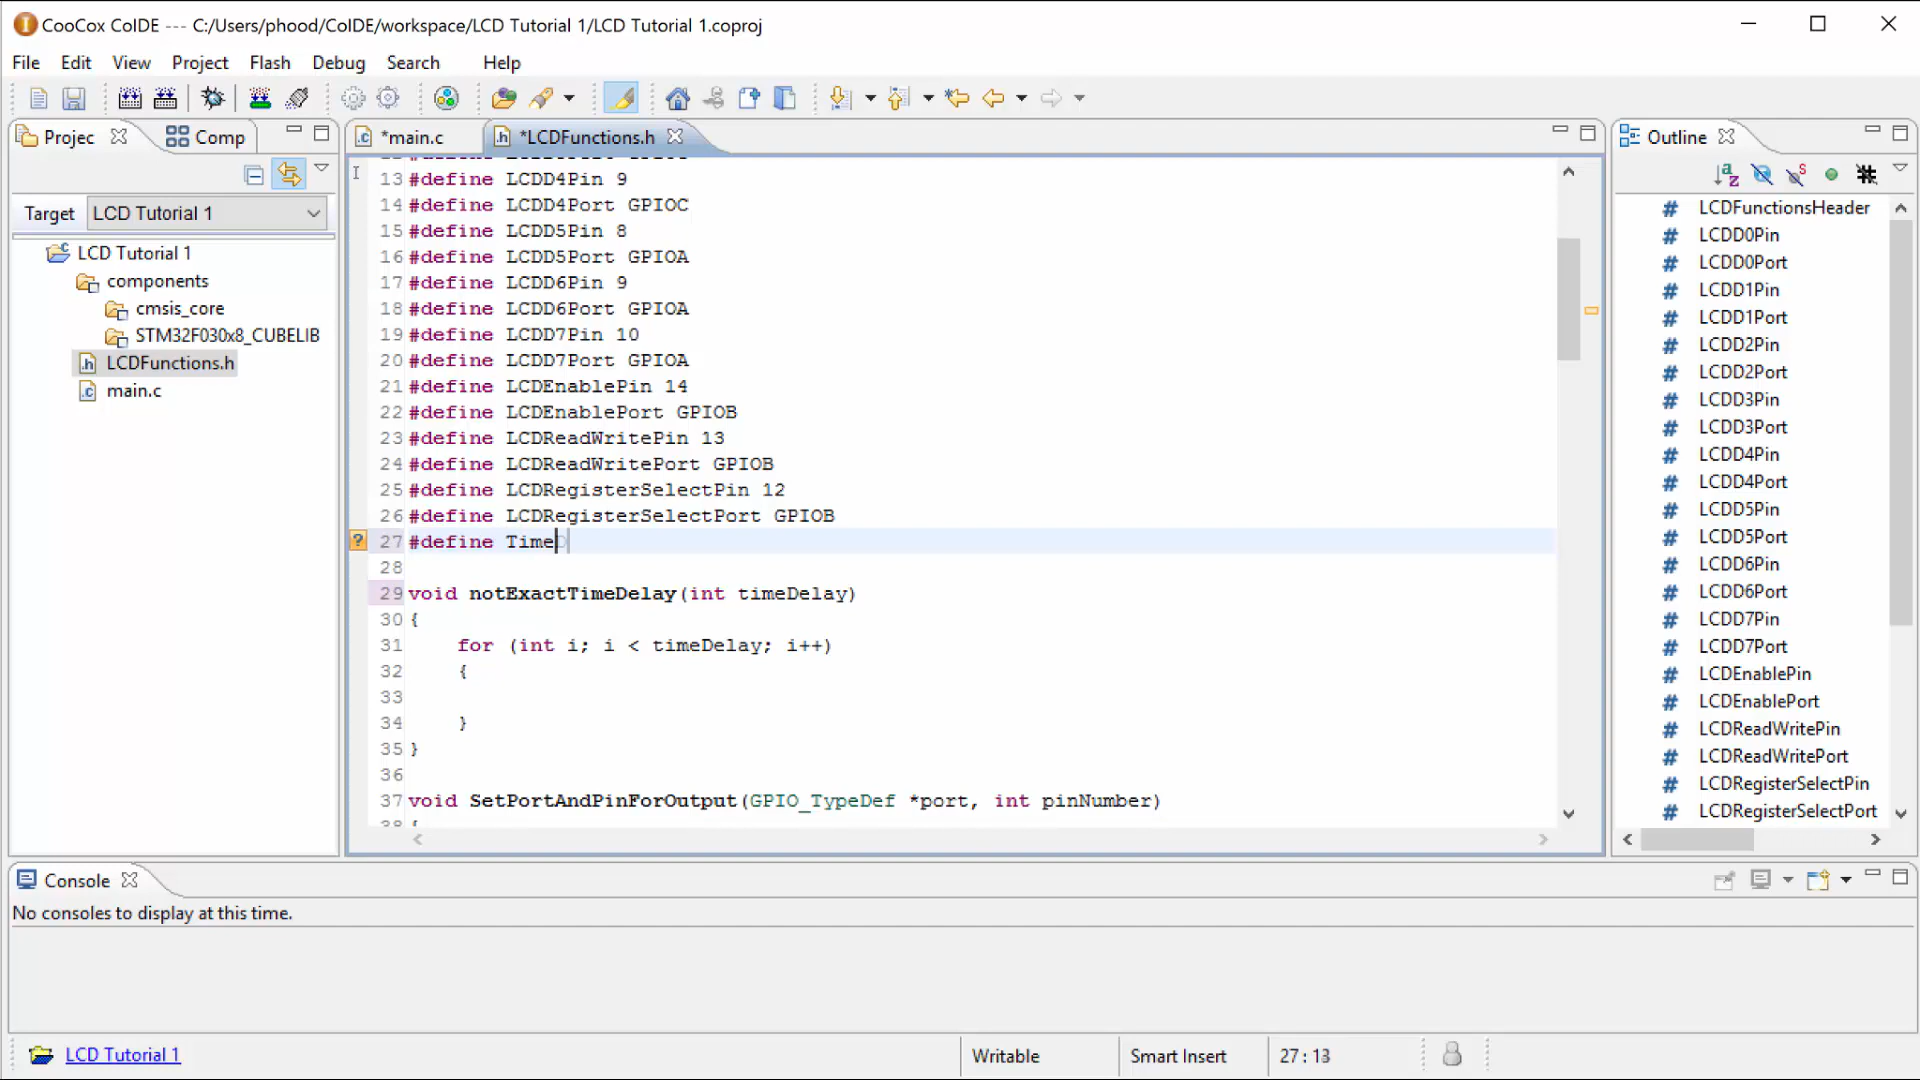 CooCox CoIDE --- C:/Users/phood/CoIDE/workspace/LCD Tutorial 1/LCD Tutorial 1.coproj
File Edit View Project Flash Debug Search Help
Projec Comp
*main.c *LCDFunctions.h
Outline
Target LCD Tutorial 1
LCD Tutorial 1
components
cmsis_core
STM32F030x8_CUBELIB
LCDFunctions.h
main.c
13 #define LCDD4Pin 9
14 #define LCDD4Port GPIOC
15 #define LCDD5Pin 8
16 #define LCDD5Port GPIOA
17 #define LCDD6Pin 9
18 #define LCDD6Port GPIOA
19 #define LCDD7Pin 10
20 #define LCDD7Port GPIOA
21 #define LCDEnablePin 14
22 #define LCDEnablePort GPIOB
23 #define LCDReadWritePin 13
24 #define LCDReadWritePort GPIOB
25 #define LCDRegisterSelectPin 12
26 #define LCDRegisterSelectPort GPIOB
27 #define Time
28
29 void notExactTimeDelay(int timeDelay)
30 {
31 for (int i; i < timeDelay; i++)
32 {
33
34 }
35 }
36
37 void SetPortAndPinForOutput(GPIO_TypeDef *port, int pinNumber)
38 {
# LCDFunctionsHeader
# LCDD0Pin
# LCDD0Port
# LCDD1Pin
# LCDD1Port
# LCDD2Pin
# LCDD2Port
# LCDD3Pin
# LCDD3Port
# LCDD4Pin
# LCDD4Port
# LCDD5Pin
# LCDD5Port
# LCDD6Pin
# LCDD6Port
# LCDD7Pin
# LCDD7Port
# LCDEnablePin
# LCDEnablePort
# LCDReadWritePin
# LCDReadWritePort
# LCDRegisterSelectPin
# LCDRegisterSelectPort
Console
No consoles to display at this time.
LCD Tutorial 1 Writable Smart Insert 27 : 13